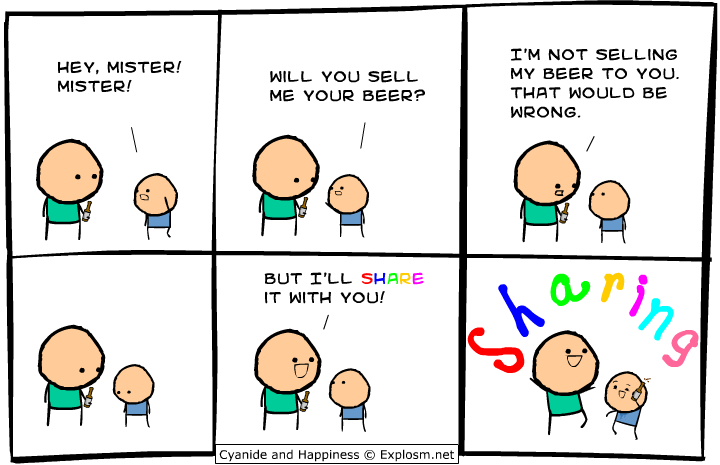 HEY, MISTER!
MISTER!
WILL YOU SELL
ME YOUR BEER?
I'M NOT SELLING
MY BEER TO YOU.
THAT WOULD BE
WRONG.
BUT I'LL SHARE
IT WITH YOU!
Sharing
Cyanide and Happiness © Explosm.net